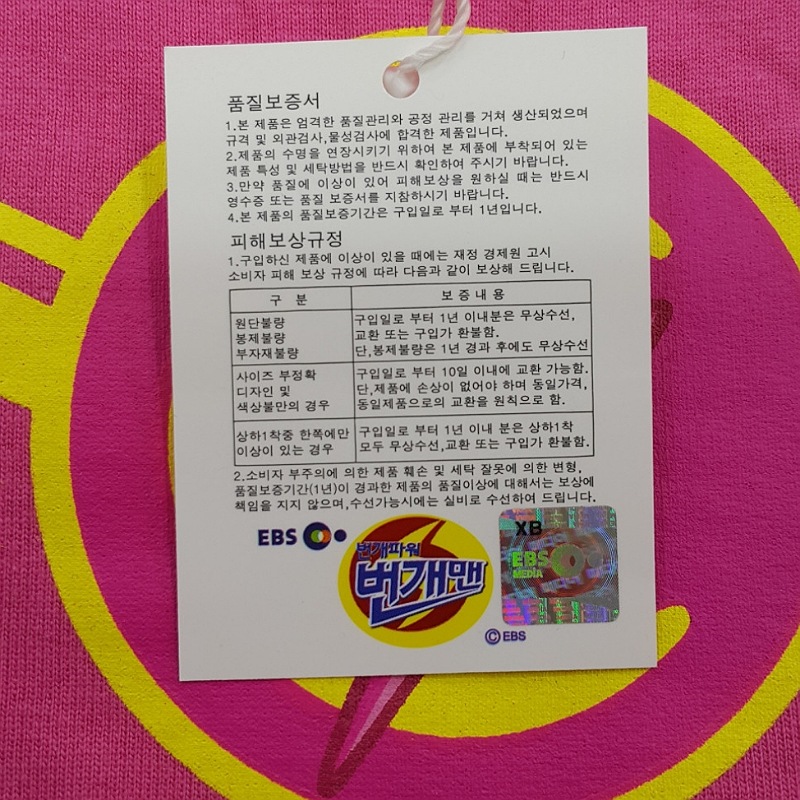 품질보증서
1.본 제품은 엄격한 품질관리와 공정 관리를 거쳐 생산되었으며
규격 및 외관검사,물성검사에 합격한 제품입니다.
2.제품의 수명을 연장시키기 위하여 본 제품에 부착되어 있는
제품 특성 및 세탁방법을 반드시 확인하여 주시기 바랍니다.
3.만약 품질에 이상이 있어 피해보상을 원하실 때는 반드시
영수증 또는 품질 보증서를 지참하시기 바랍니다.
4.본 제품의 품질보증기간은 구입일로 부터 1년입니다.
피해보상규정
1.구입하신 제품에 이상이 있을 때에는 재정 경제원 고시
소비자 피해 보상 규정에 따라 다음과 같이 보상해 드립니다.
구 분 보증내용
원단불량 구입일로 부터 1년 이내분은 무상수선,
봉제불량 교환 또는 구입가 환불함.
부자재불량 단,봉제불량은 1년 경과 후에도 무상수선
사이즈 부정확 구입일로 부터 10일 이내에 교환 가능함.
디자인 및 단,제품에 손상이 없어야 하며 동일가격,
색상불만의 경우 동일제품으로의 교환을 원칙으로 함.
상하1착중 한쪽에만 구입일로 부터 1년 이내 분은 상하1착
이상이 있는 경우 모두 무상수선,교환 또는 구입가 환불함.
2.소비자 부주의에 의한 제품 훼손 및 세탁 잘못에 의한 변형,
품질보증기간(1년)이 경과한 제품의 품질이상에 대해서는 보상에
책임을 지지 않으며,수선가능시에는 실비로 수선하여 드립니다.
EBS
번개파워
번개맨
XB
EBS
MEDIA
ⓒEBS